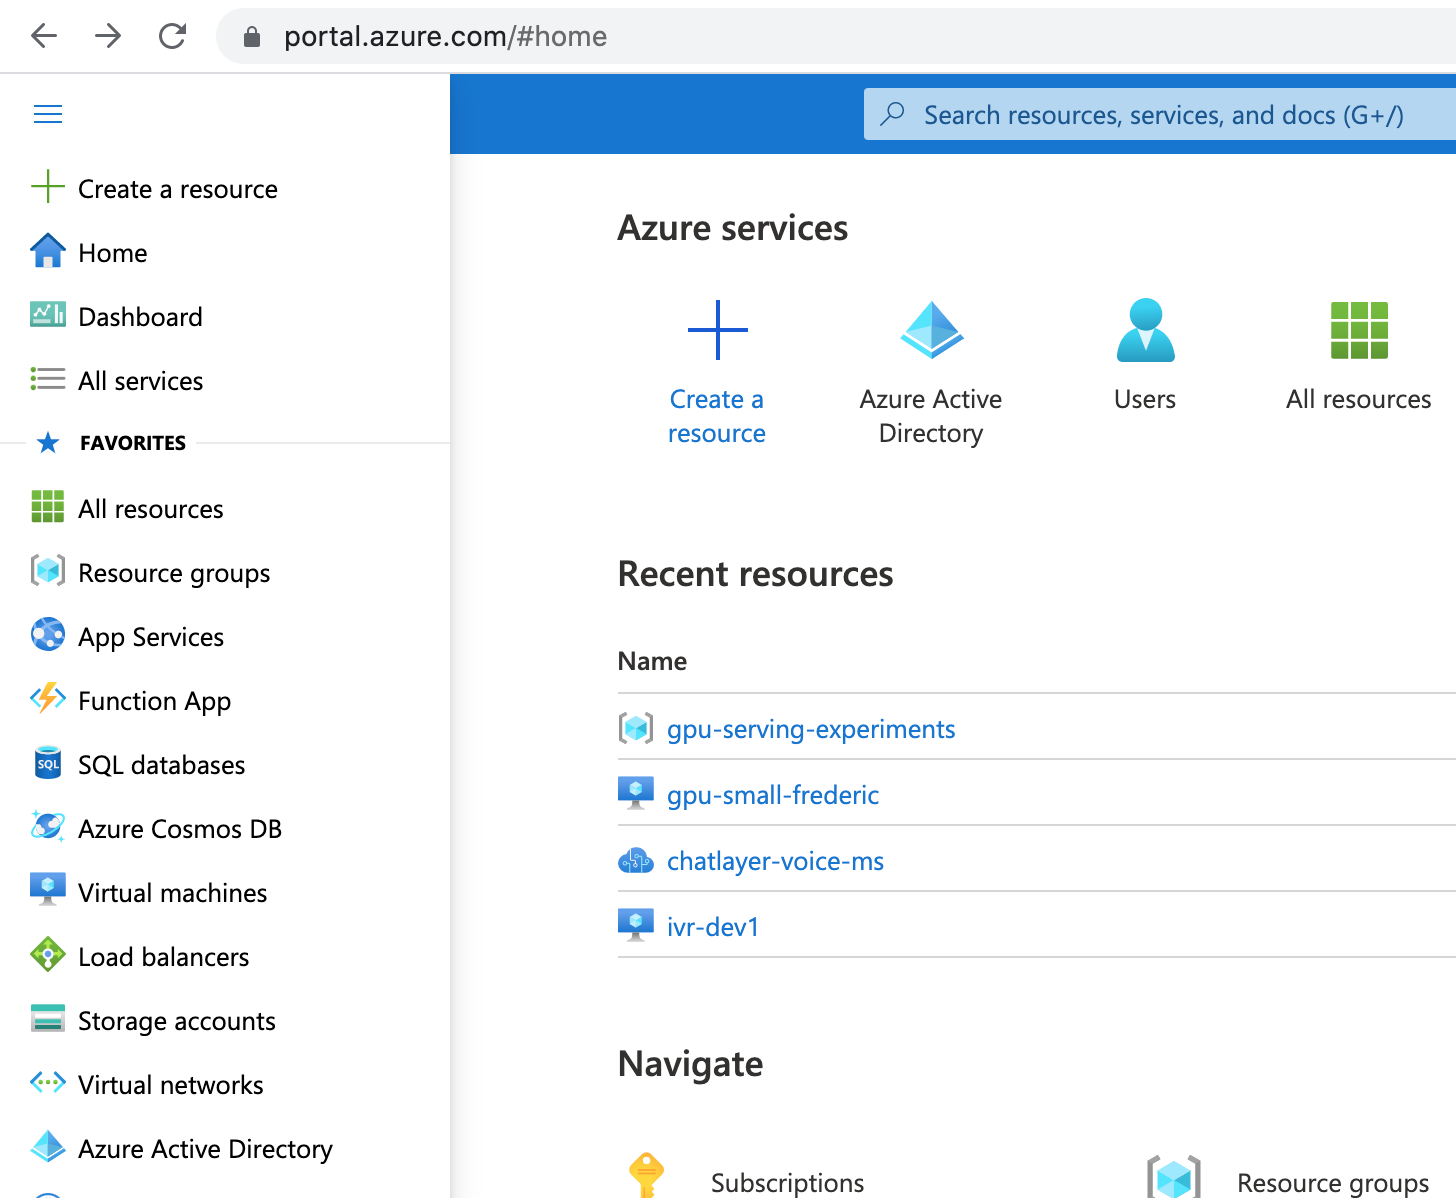 portal.azure.com/#home
Search resources, services, and docs (G+/)
Create a resource
Home
Dashboard
All services
FAVORITES
All resources
Resource groups
App Services
Function App
SQL
SQL databases
Azure Cosmos DB
Virtual machines
Load balancers
Storage accounts
Virtual networks
Azure Active Directory
Azure services
Create a
resource
Azure Active
Directory
Users
All resources
Recent resources
Name
gpu-serving-experiments
gpu-small-frederic
chatlayer-voice-ms
ivr-dev1
Navigate
Subscriptions
Resource groups